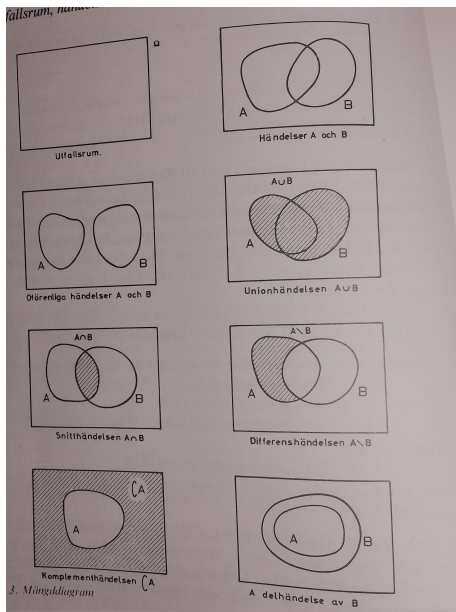 fallsrum, händel
Ω
A
B
Utfallsrum.
Händelser A och B
A
B
Oförenliga händelser A och B
A∪B
A
B
Unionhändelsen A∪B
A∩B
A
B
Snitthändelsen A∩B
A∖B
A
B
Differenshändelsen A∖B
∁A
A
Komplementhändelsen ∁A
A
B
A delhändelse av B
3. Mängddiagram